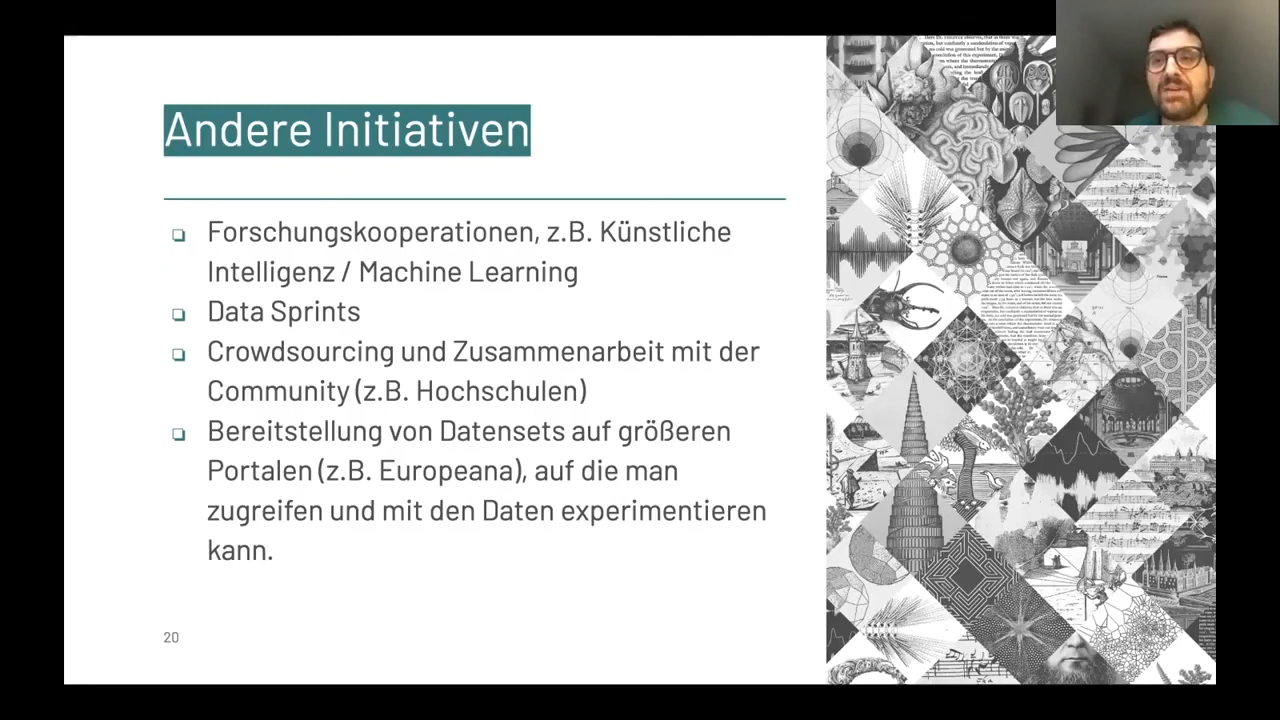 Andere Initiativen
Forschungskooperationen, z.B. Künstliche
Intelligenz / Machine Learning
Data Sprints
Crowdsorcing und Zusammenarbeit mit der
Community (z.B. Hochschulen)
Bereitstellung von Datensets auf größeren
Portalen (z.B. Europeana), auf die man
zugreifen und mit den Daten experimentieren
kann.
20